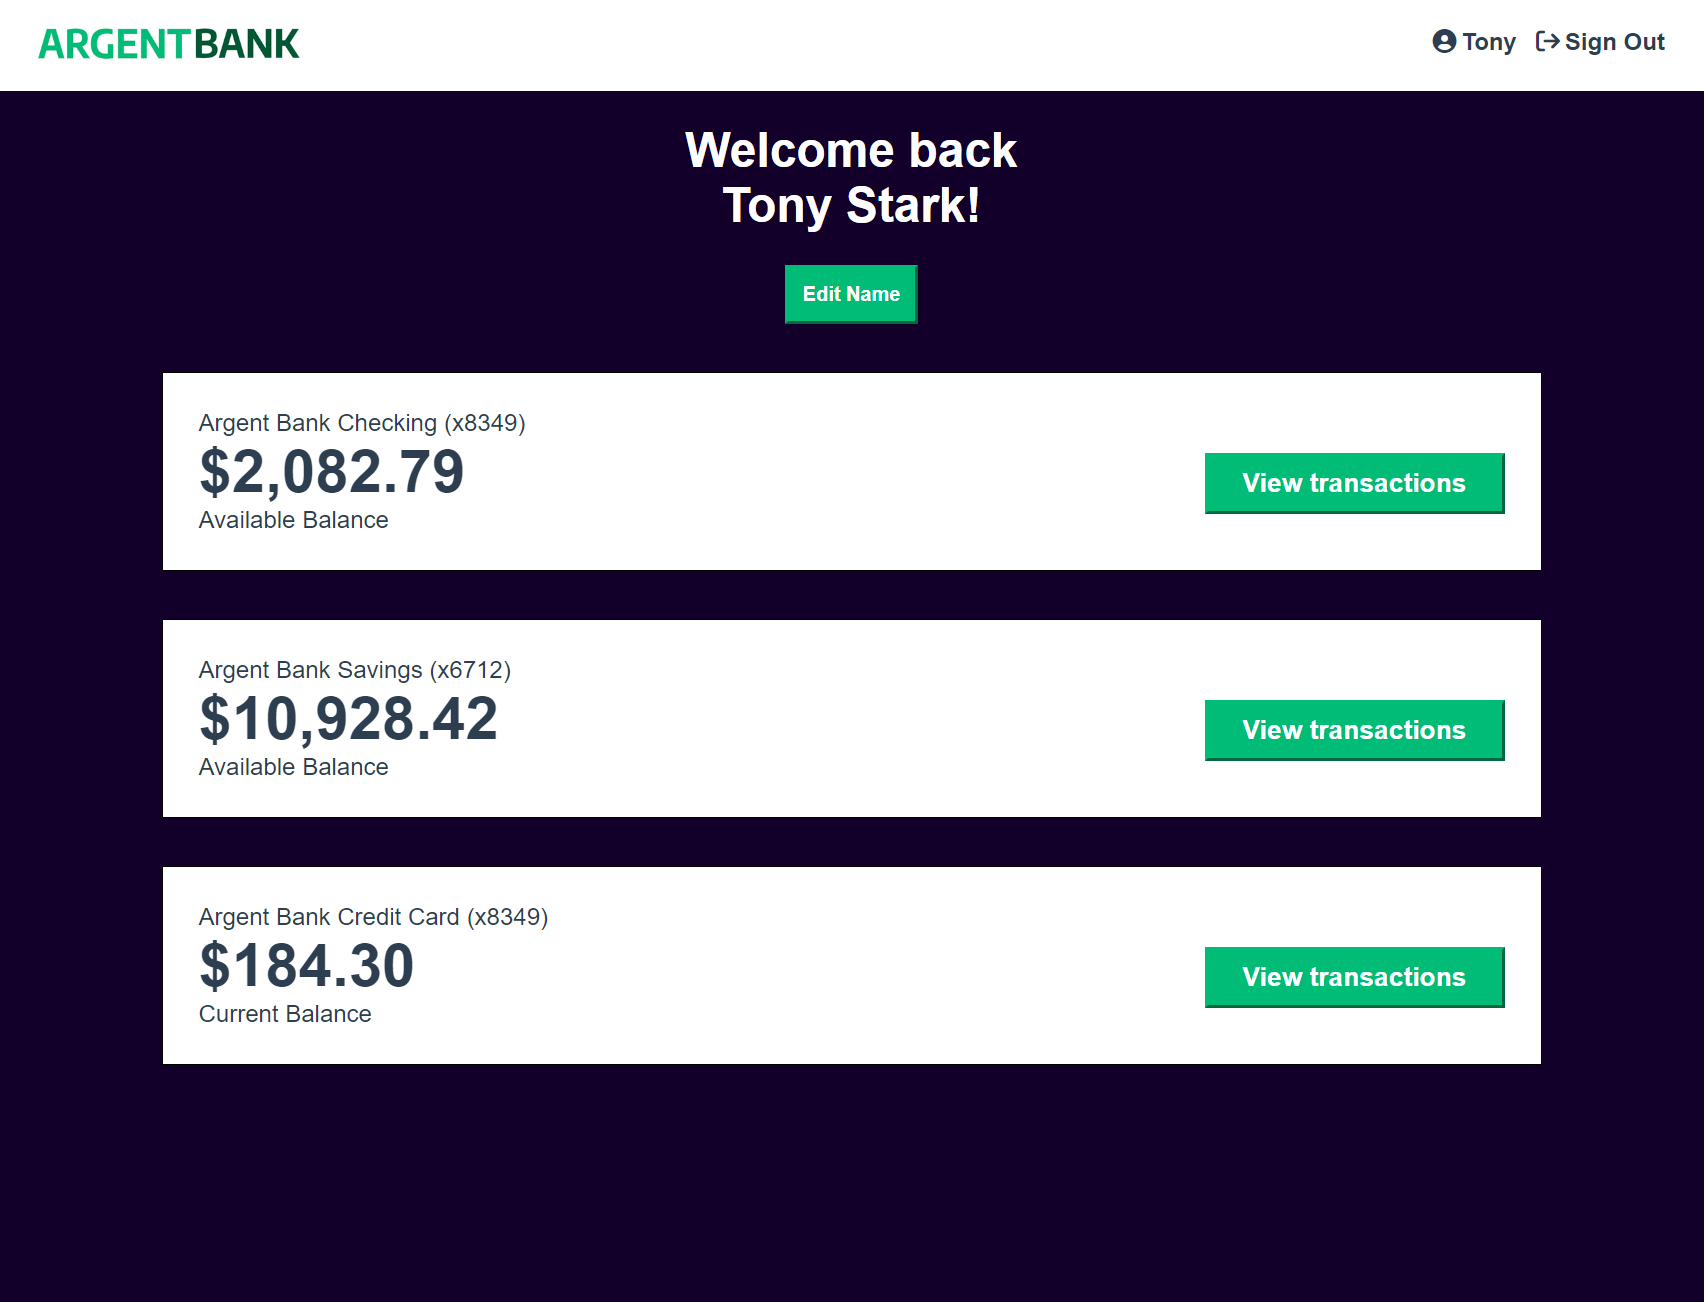 ARGENTBANK
Tony Sign Out
Welcome back
Tony Stark!
Edit Name
Argent Bank Checking (x8349)
$2,082.79
Available Balance
View transactions
Argent Bank Savings (x6712)
$10,928.42
Available Balance
View transactions
Argent Bank Credit Card (x8349)
$184.30
Current Balance
View transactions